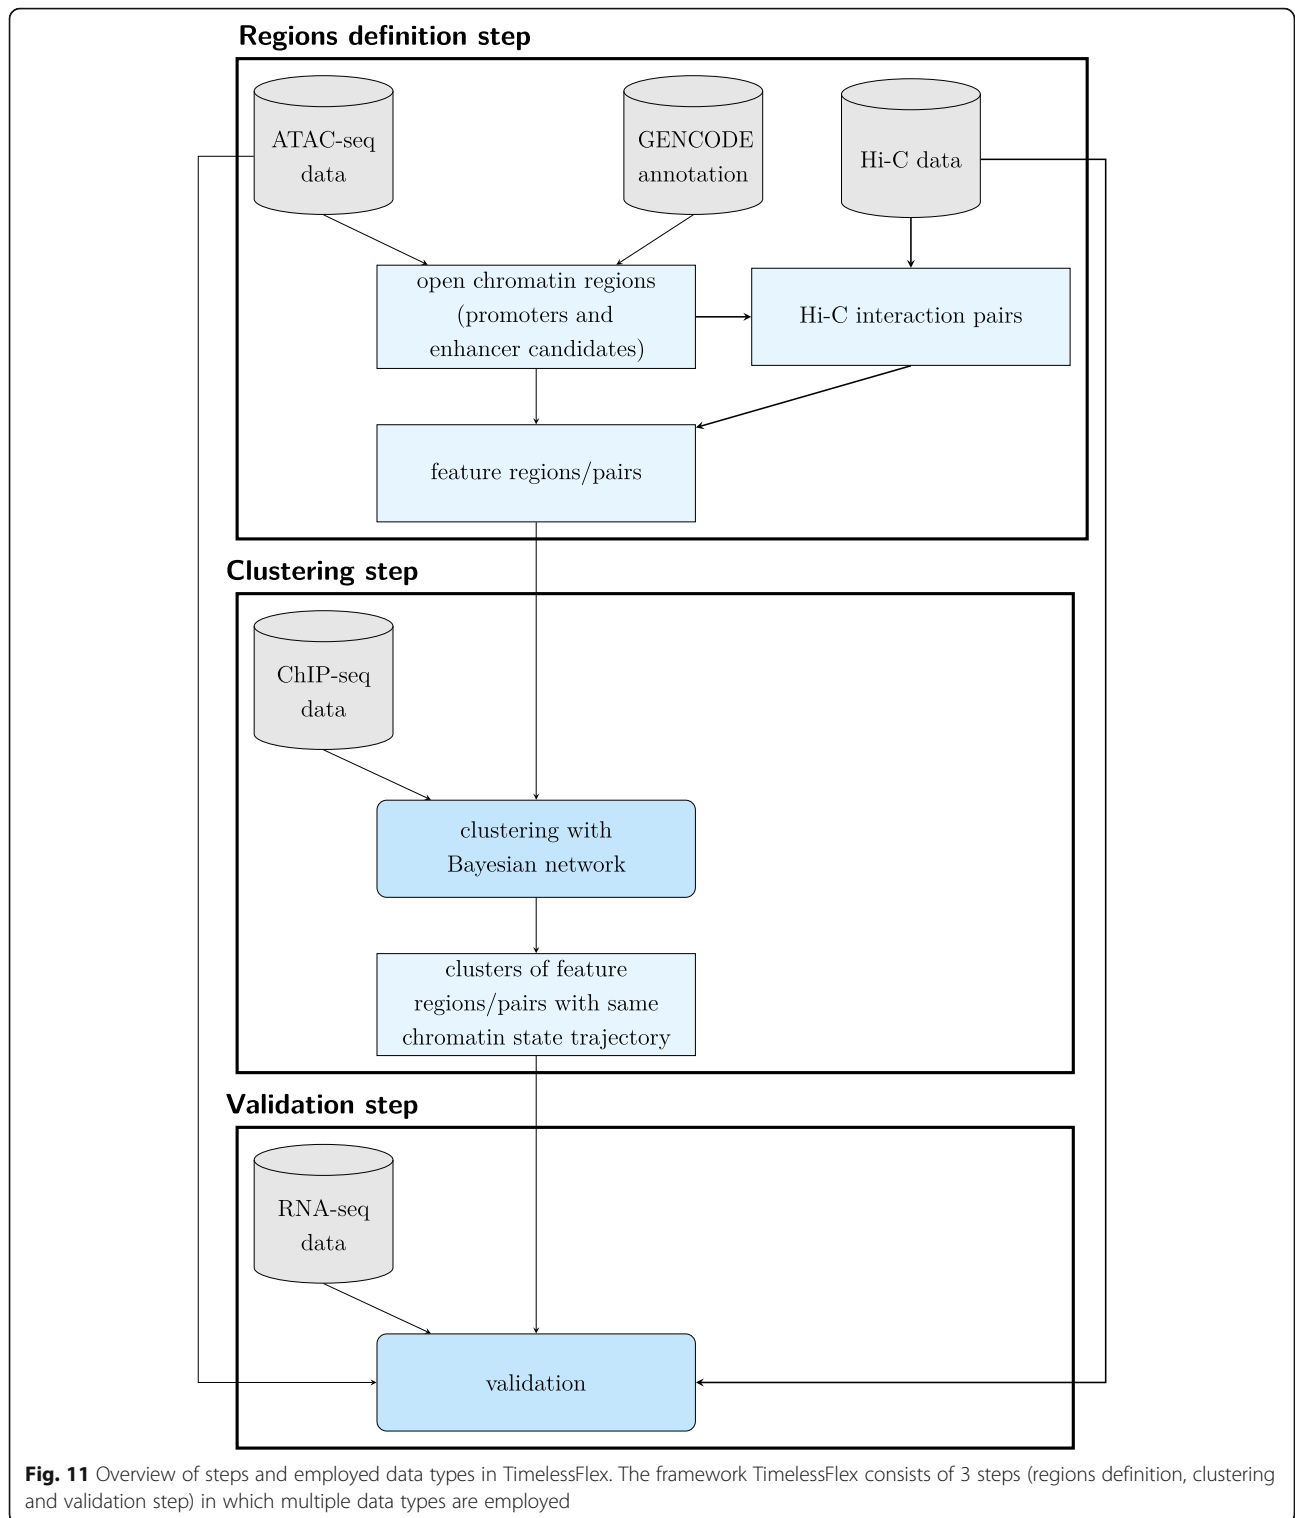 Regions definition step
ATAC-seq
data
GENCODE
annotation
Hi-C data
open chromatin regions
(promoters and
enhancer candidates)
Hi-C interaction pairs
feature regions/pairs
Clustering step
ChIP-seq
data
clustering with
Bayesian network
clusters of feature
regions/pairs with same
chromatin state trajectory
Validation step
RNA-seq
data
validation
Fig. 11 Overview of steps and employed data types in TimelessFlex. The framework TimelessFlex consists of 3 steps (regions definition, clustering
and validation step) in which multiple data types are employed